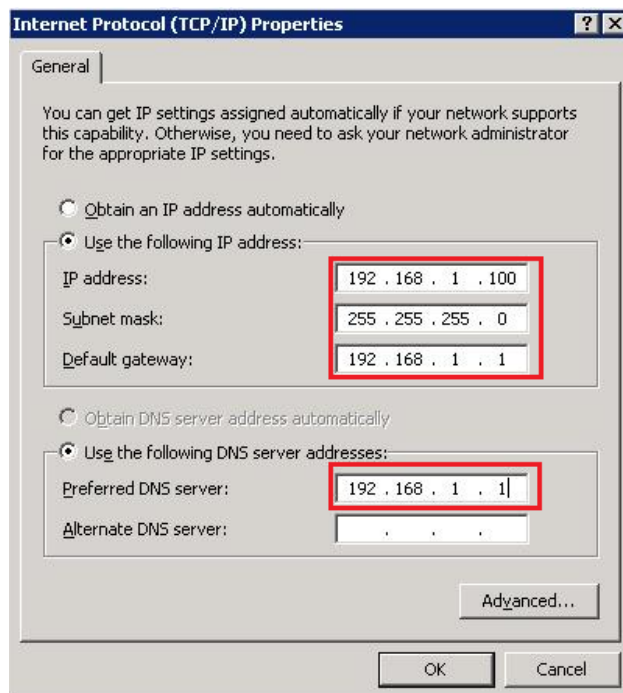 Internet Protocol (TCP/IP) Properties
General
You can get IP settings assigned automatically if your network supports
this capability. Otherwise, you need to ask your network administrator
for the appropriate IP settings.
Obtain an IP address automatically
Use the following IP address:
IP address: 192 . 168 . 1 . 100
Subnet mask: 255 . 255 . 255 . 0
Default gateway: 192 . 168 . 1 . 1
Obtain DNS server address automatically
Use the following DNS server addresses:
Preferred DNS server: 192 . 168 . 1 . 1
Alternate DNS server: . . .
Advanced...
OK Cancel